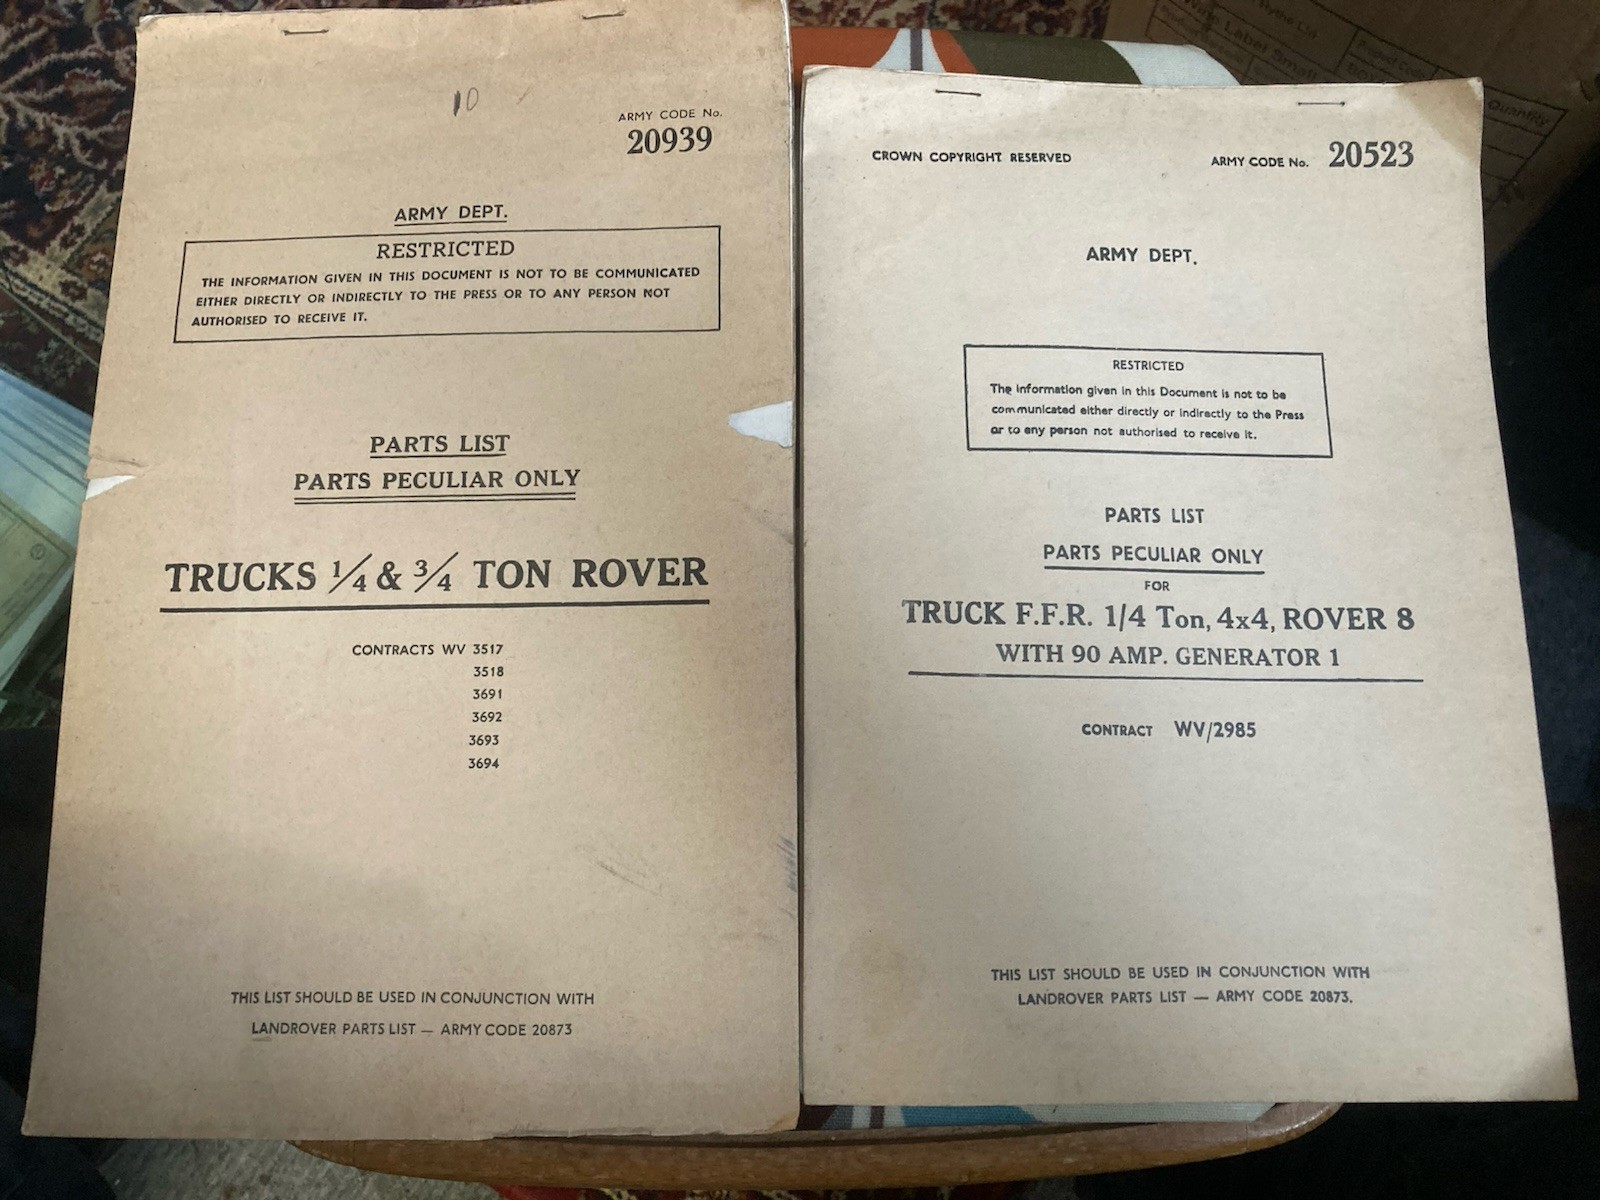 10
ARMY CODE No.
20939
ARMY DEPT.
RESTRICTED
THE INFORMATION GIVEN IN THIS DOCUMENT IS NOT TO BE COMMUNICATED
EITHER DIRECTLY OR INDIRECTLY TO THE PRESS OR TO ANY PERSON NOT
AUTHORISED TO RECEIVE IT.
PARTS LIST
PARTS PECULIAR ONLY
TRUCKS 1/4 & 3/4 TON ROVER
CONTRACTS WV 3517
3518
3691
3692
3693
3694
THIS LIST SHOULD BE USED IN CONJUNCTION WITH
LANDROVER PARTS LIST — ARMY CODE 20873
CROWN COPYRIGHT RESERVED
ARMY CODE No. 20523
ARMY DEPT.
RESTRICTED
The information given in this Document is not to be
communicated either directly or indirectly to the Press
or to any person not authorised to receive it.
PARTS LIST
PARTS PECULIAR ONLY
FOR
TRUCK F.F.R. 1/4 Ton, 4x4, ROVER 8
WITH 90 AMP. GENERATOR 1
CONTRACT WV/2985
THIS LIST SHOULD BE USED IN CONJUNCTION WITH
LANDROVER PARTS LIST — ARMY CODE 20873.
Label Small
Quantity